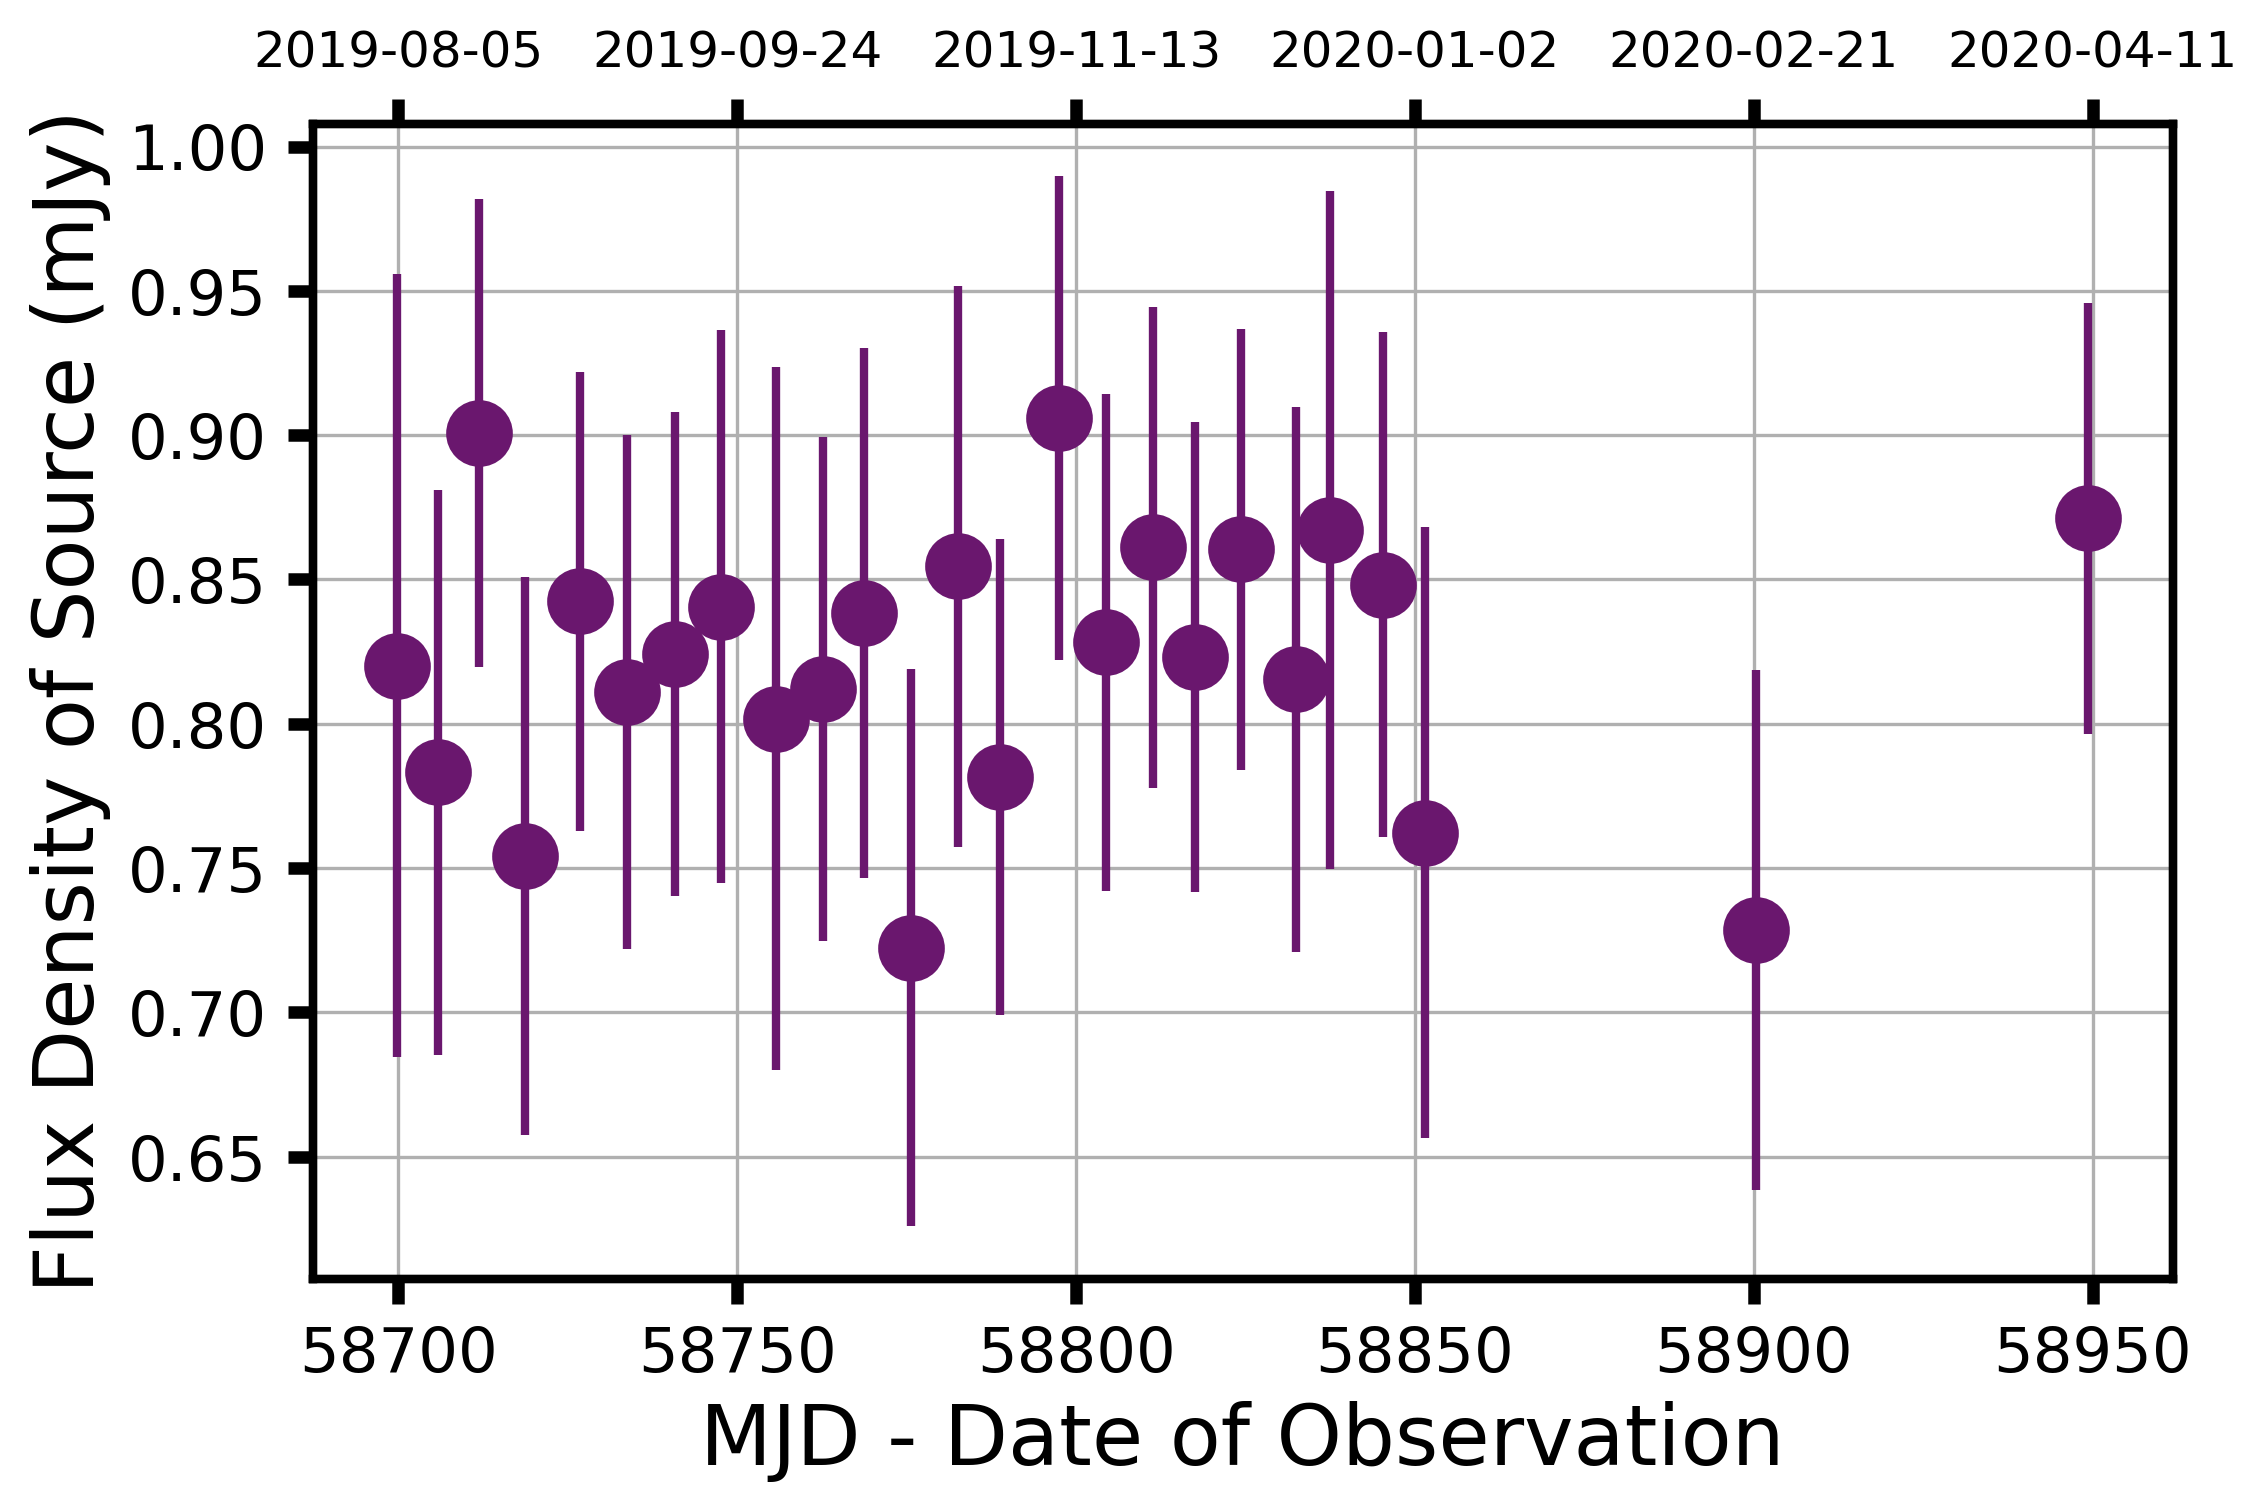 2019-08-05 2019-09-24 2019-11-13 2020-01-02 2020-02-21 2020-04-11
Flux Density of Source (mJy)
1.00
0.95
0.90
0.85
0.80
0.75
0.70
0.65
58700 58750 58800 58850 58900 58950
MJD - Date of Observation